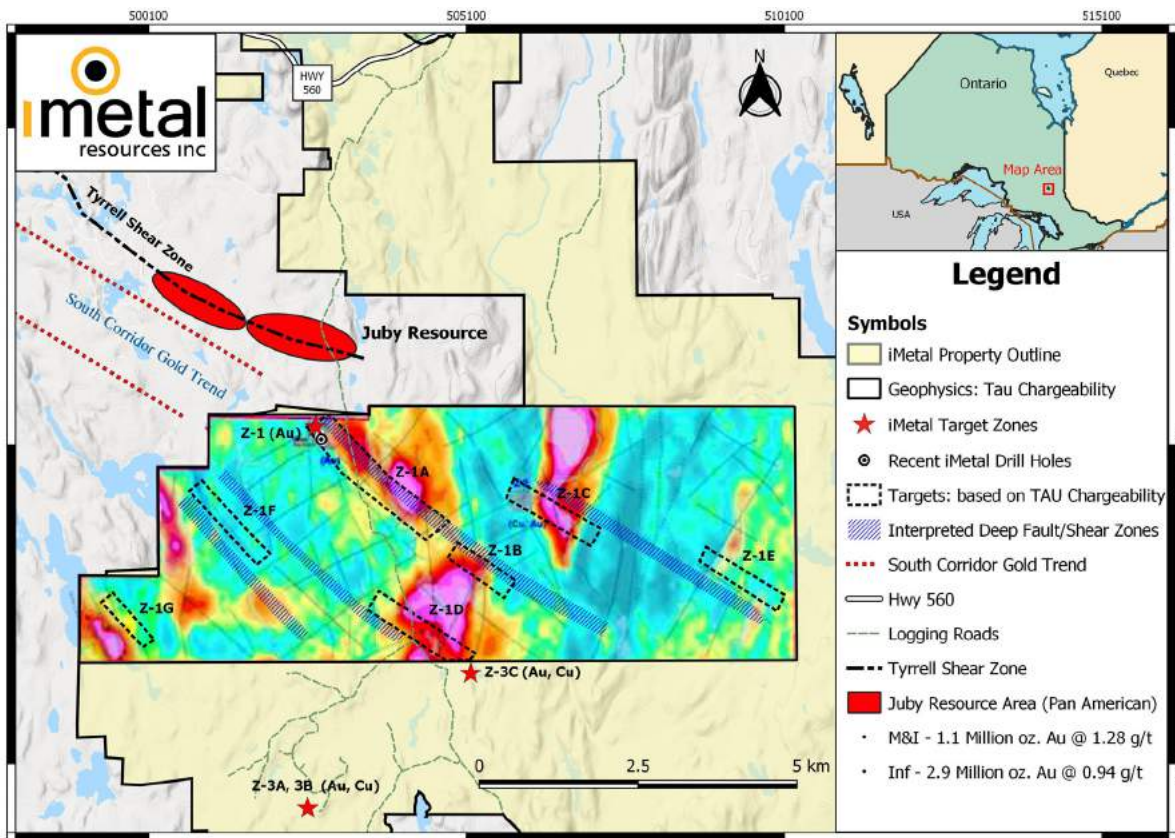 500100
505100
510100
515100
imetal
resources inc
HWY
560
N
Ontario
Quebec
Map Area
USA
Tyrrell Shear
Zone
South Corridor Gold Trend
Juby Resource
Z-1 (Au)
Z-1A
Z-1C
(Cu, Au)
Z-1F
Z-1B
Z-1E
Z-1G
Z-1D
Z-3C (Au, Cu)
Z-3A, 3B (Au, Cu)
0
2.5
5 km
Legend
Symbols
iMetal Property Outline
Geophysics: Tau Chargeability
iMetal Target Zones
Recent iMetal Drill Holes
Targets: based on TAU Chargeability
Interpreted Deep Fault/Shear Zones
South Corridor Gold Trend
Hwy 560
Logging Roads
Tyrrell Shear Zone
Juby Resource Area (Pan American)
M&I - 1.1 Million oz. Au @ 1.28 g/t
Inf - 2.9 Million oz. Au @ 0.94 g/t